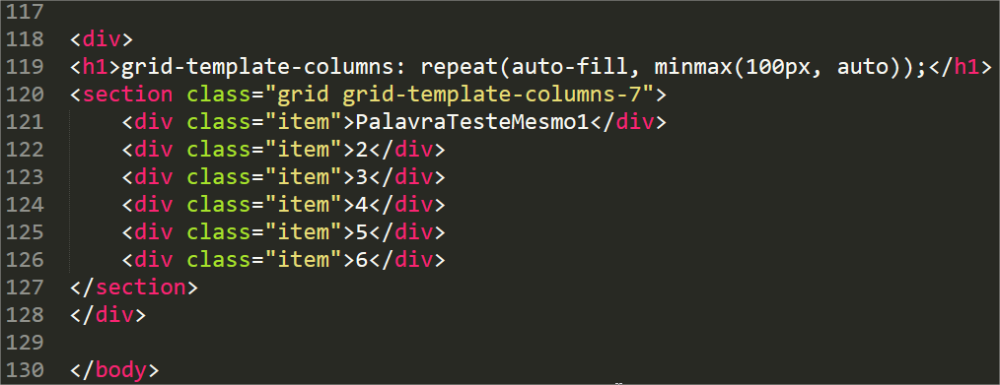 117
118 <div>
119 <h1>grid-template-columns: repeat(auto-fill, minmax(100px, auto));</h1>
120 <section class="grid grid-template-columns-7">
121     <div class="item">PalavraTesteMesmo1</div>
122     <div class="item">2</div>
123     <div class="item">3</div>
124     <div class="item">4</div>
125     <div class="item">5</div>
126     <div class="item">6</div>
127 </section>
128 </div>
129
130 </body>